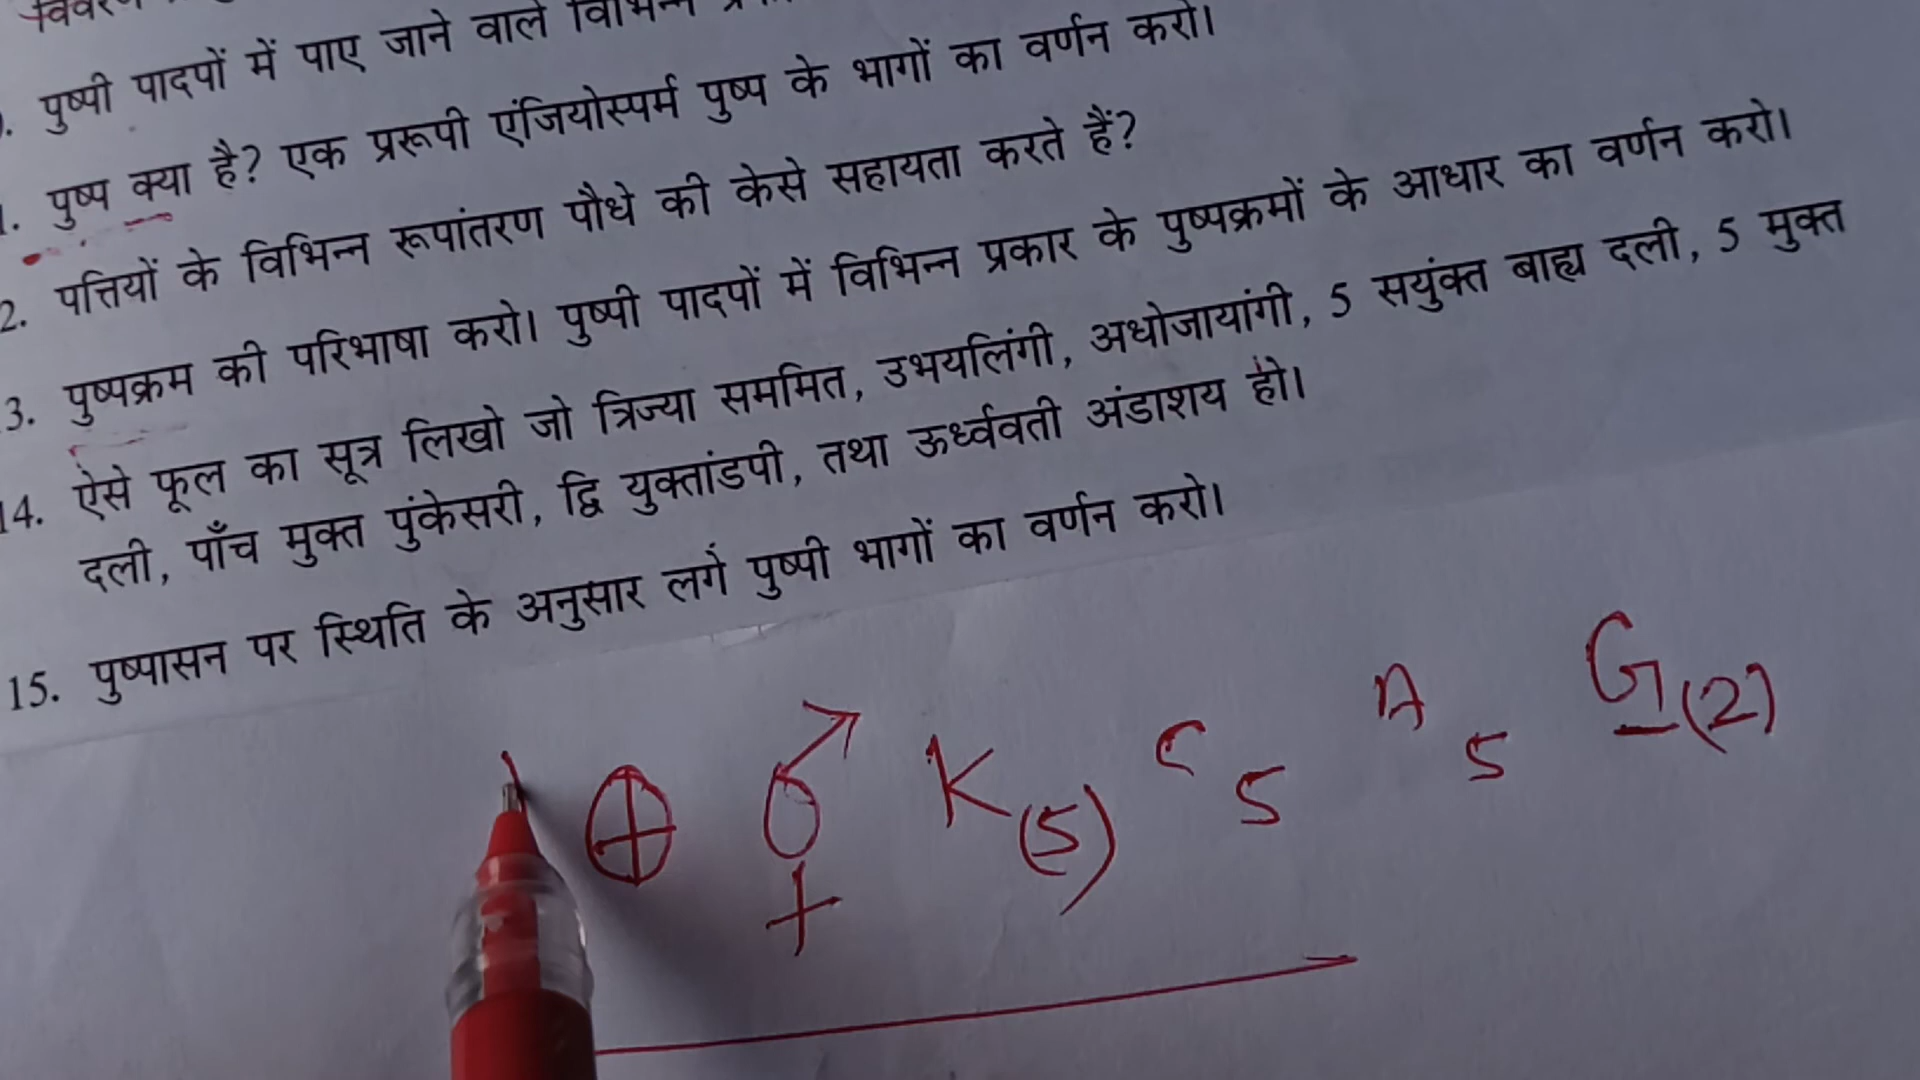 पुष्पी पादपों में पाए जाने वाले विभिन्न
1. पुष्प क्या है? एक प्ररूपी एंजियोस्पर्म पुष्प के भागों का वर्णन करो।
2. पत्तियों के विभिन्न रूपांतरण पौधे की केसे सहायता करते हैं?
3. पुष्पक्रम की परिभाषा करो। पुष्पी पादपों में विभिन्न प्रकार के पुष्पक्रमों के आधार का वर्णन करो।
14. ऐसे फूल का सूत्र लिखो जो त्रिज्या सममित, उभयलिंगी, अधोजायांगी, 5 सयुंक्त बाह्य दली, 5 मुक्त
दली, पाँच मुक्त पुंकेसरी, द्वि युक्तांडपी, तथा ऊर्ध्ववती अंडाशय हो।
15. पुष्पासन पर स्थिति के अनुसार लगे पुष्पी भागों का वर्णन करो।
⊕ ⚥ K(5) C5 A5 G(2)